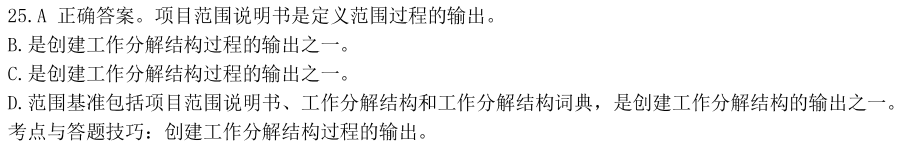 25.A 正确答案。项目范围说明书是定义范围过程的输出。
B.是创建工作分解结构过程的输出之一。
C.是创建工作分解结构过程的输出之一。
D.范围基准包括项目范围说明书、工作分解结构和工作分解结构词典，是创建工作分解结构的输出之一。
考点与答题技巧：创建工作分解结构过程的输出。